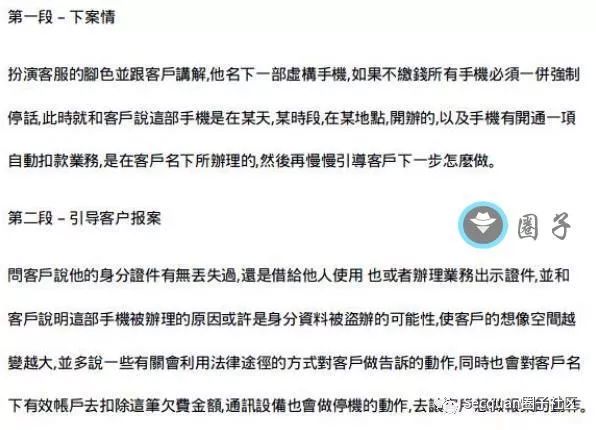 第一段 – 下案情
扮演客服的腳色並跟客戶講解,他名下一部虛構手機,如果不繳錢所有手機必須一併強制
停話,此時就和客戶說這部手機是在某天,某時段,在某地點,開辦的,以及手機有開通一項
自動扣款業務,是在客戶名下所辦理的,然後再慢慢引導客戶下一步怎麼做。
第二段 – 引导客户报案
圈子
問客戶說他的身分證件有無丟失過,還是借給他人使用 也或者辦理業務出示證件,並和
客戶說明這部手機被辦理的原因或許是身分資料被盜辦的可能性,使客戶的想像空間越
變越大,並多說一些有關會利用法律途徑的方式對客戶做告訴的動作,同時也會對客戶名
下有效帳戶去扣除這筆欠費金額,通訊設備也會做停機的動作,去讓客戶
圈子社区